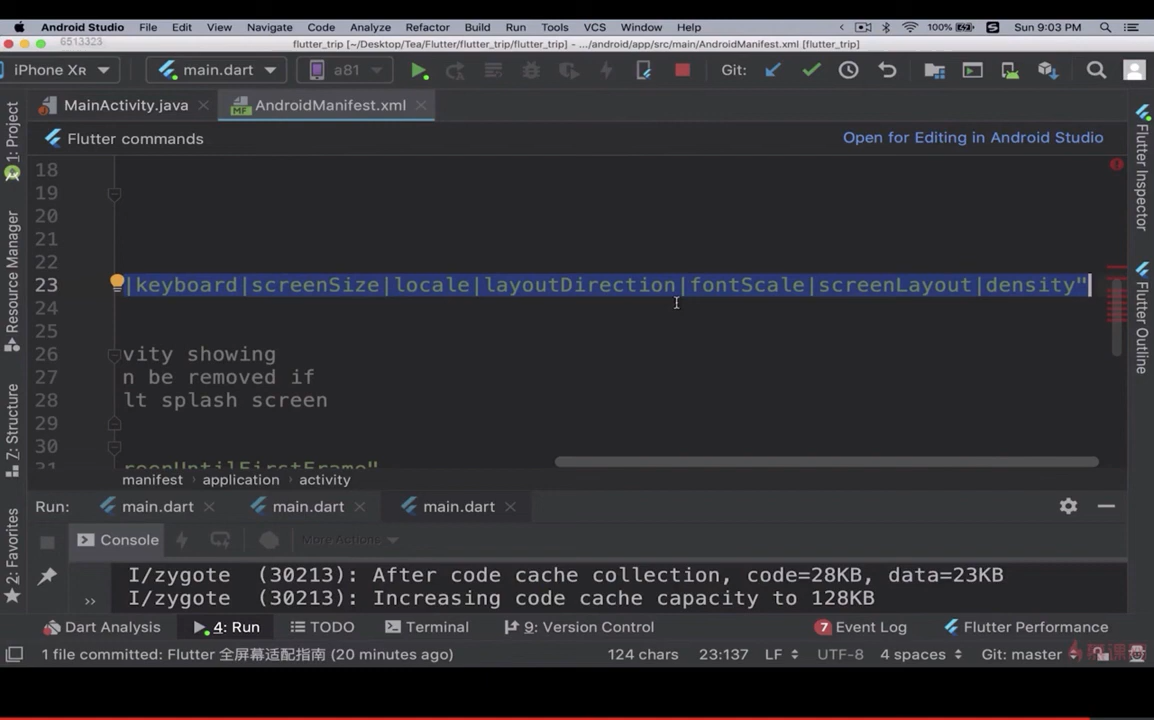 Android Studio File Edit View Navigate Code Analyze Refactor Build Run Tools VCS Window Help 100% Sun 9:03 PM
6513323
flutter_trip [~/Desktop/Tea/Flutter/flutter_trip/flutter_trip] - .../android/app/src/main/AndroidManifest.xml [flutter_trip]
iPhone XR main.dart a81 Git:
MainActivity.java AndroidManifest.xml
Flutter commands Open for Editing in Android Studio
18
19
20
21
22
23 |keyboard|screenSize|locale|layoutDirection|fontScale|screenLayout|density"
24
25
26 vity showing
27 n be removed if
28 lt splash screen
29
30
31 reenUntilFirstFrame"
manifest › application › activity
Run: main.dart main.dart main.dart
Console More Actions
I/zygote (30213): After code cache collection, code=28KB, data=23KB
I/zygote (30213): Increasing code cache capacity to 128KB
Dart Analysis 4: Run TODO Terminal 9: Version Control 7 Event Log Flutter Performance
1 file committed: Flutter 全屏幕适配指南 (20 minutes ago) 124 chars 23:137 LF UTF-8 4 spaces Git: master
1: Project
Resource Manager
Z: Structure
2: Favorites
Flutter Inspector
Flutter Outline